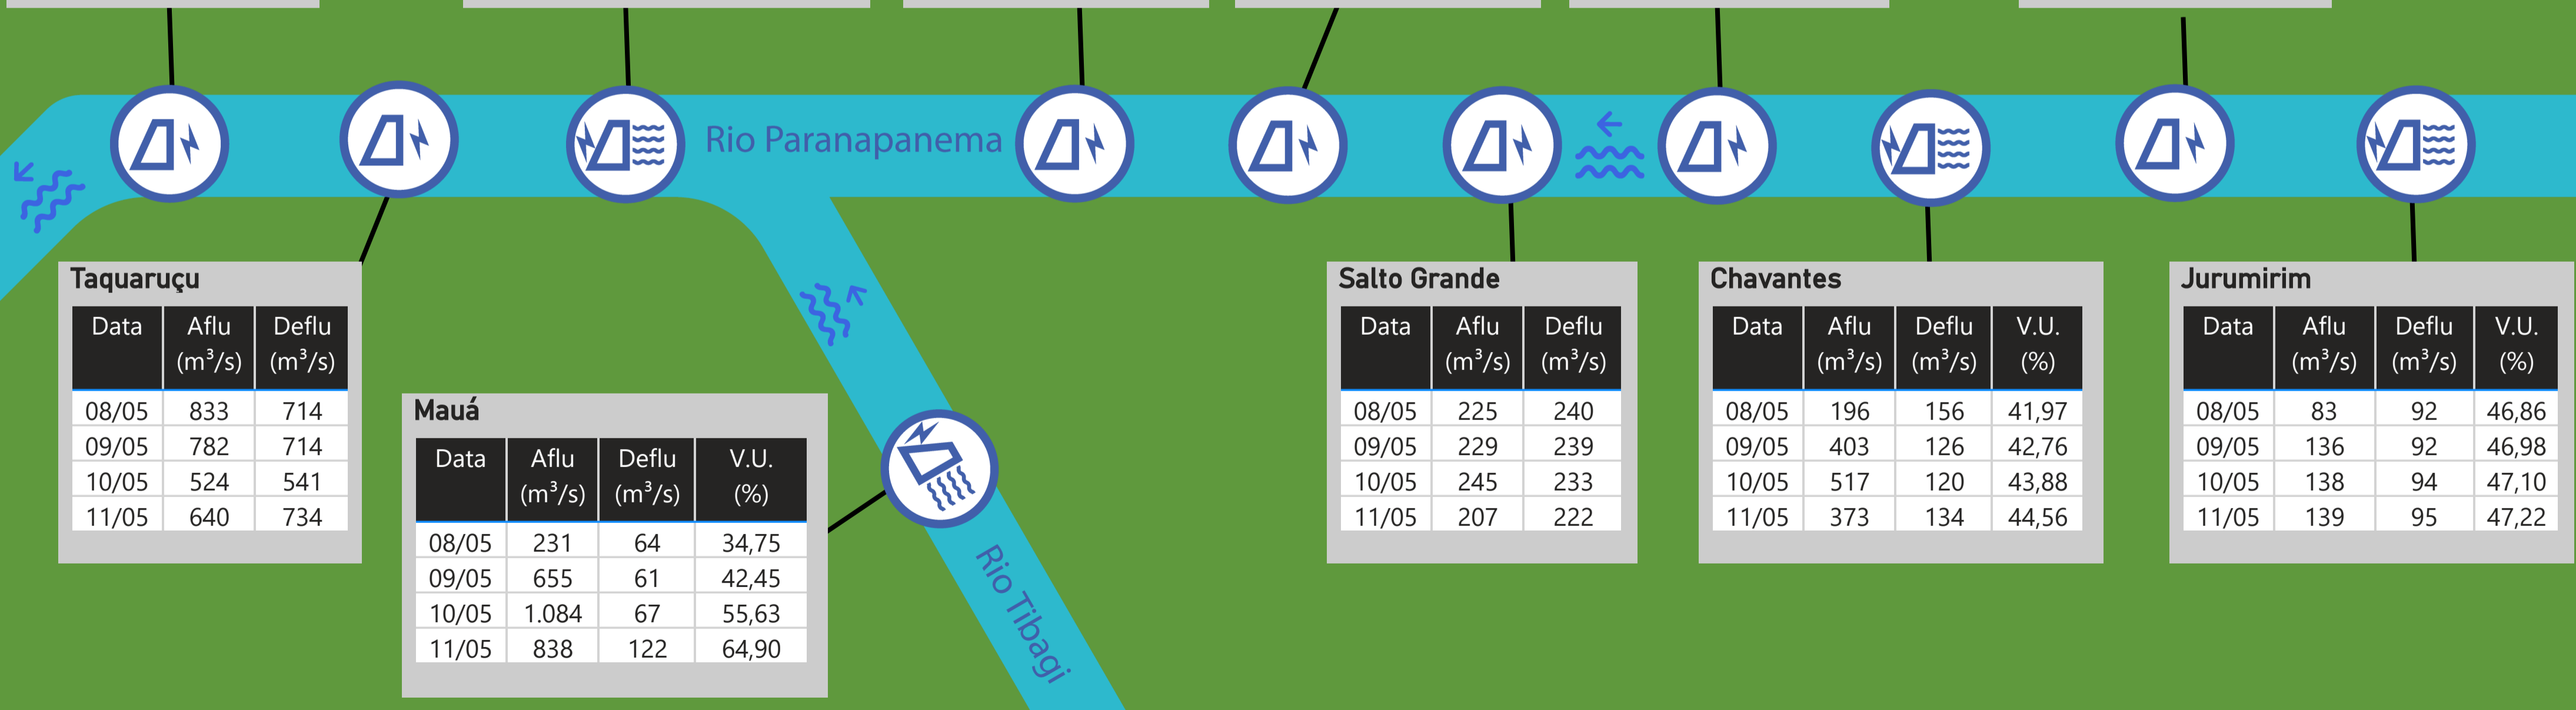 Rio Paranapanema
Taquaruçu
Data Aflu (m³/s) Deflu (m³/s)
08/05 833 714
09/05 782 714
10/05 524 541
11/05 640 734
Mauá
Data Aflu (m³/s) Deflu (m³/s) V.U. (%)
08/05 231 64 34,75
09/05 655 61 42,45
10/05 1.084 67 55,63
11/05 838 122 64,90
Rio Tibagi
Salto Grande
Data Aflu (m³/s) Deflu (m³/s)
08/05 225 240
09/05 229 239
10/05 245 233
11/05 207 222
Chavantes
Data Aflu (m³/s) Deflu (m³/s) V.U. (%)
08/05 196 156 41,97
09/05 403 126 42,76
10/05 517 120 43,88
11/05 373 134 44,56
Jurumirim
Data Aflu (m³/s) Deflu (m³/s) V.U. (%)
08/05 83 92 46,86
09/05 136 92 46,98
10/05 138 94 47,10
11/05 139 95 47,22